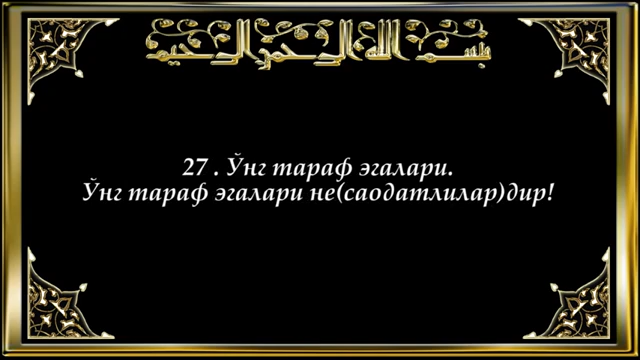 بسم الله الرحمن الرحيم
27 . Ўнг тараф эгалари.
Ўнг тараф эгалари не(саодатлилар)дир!